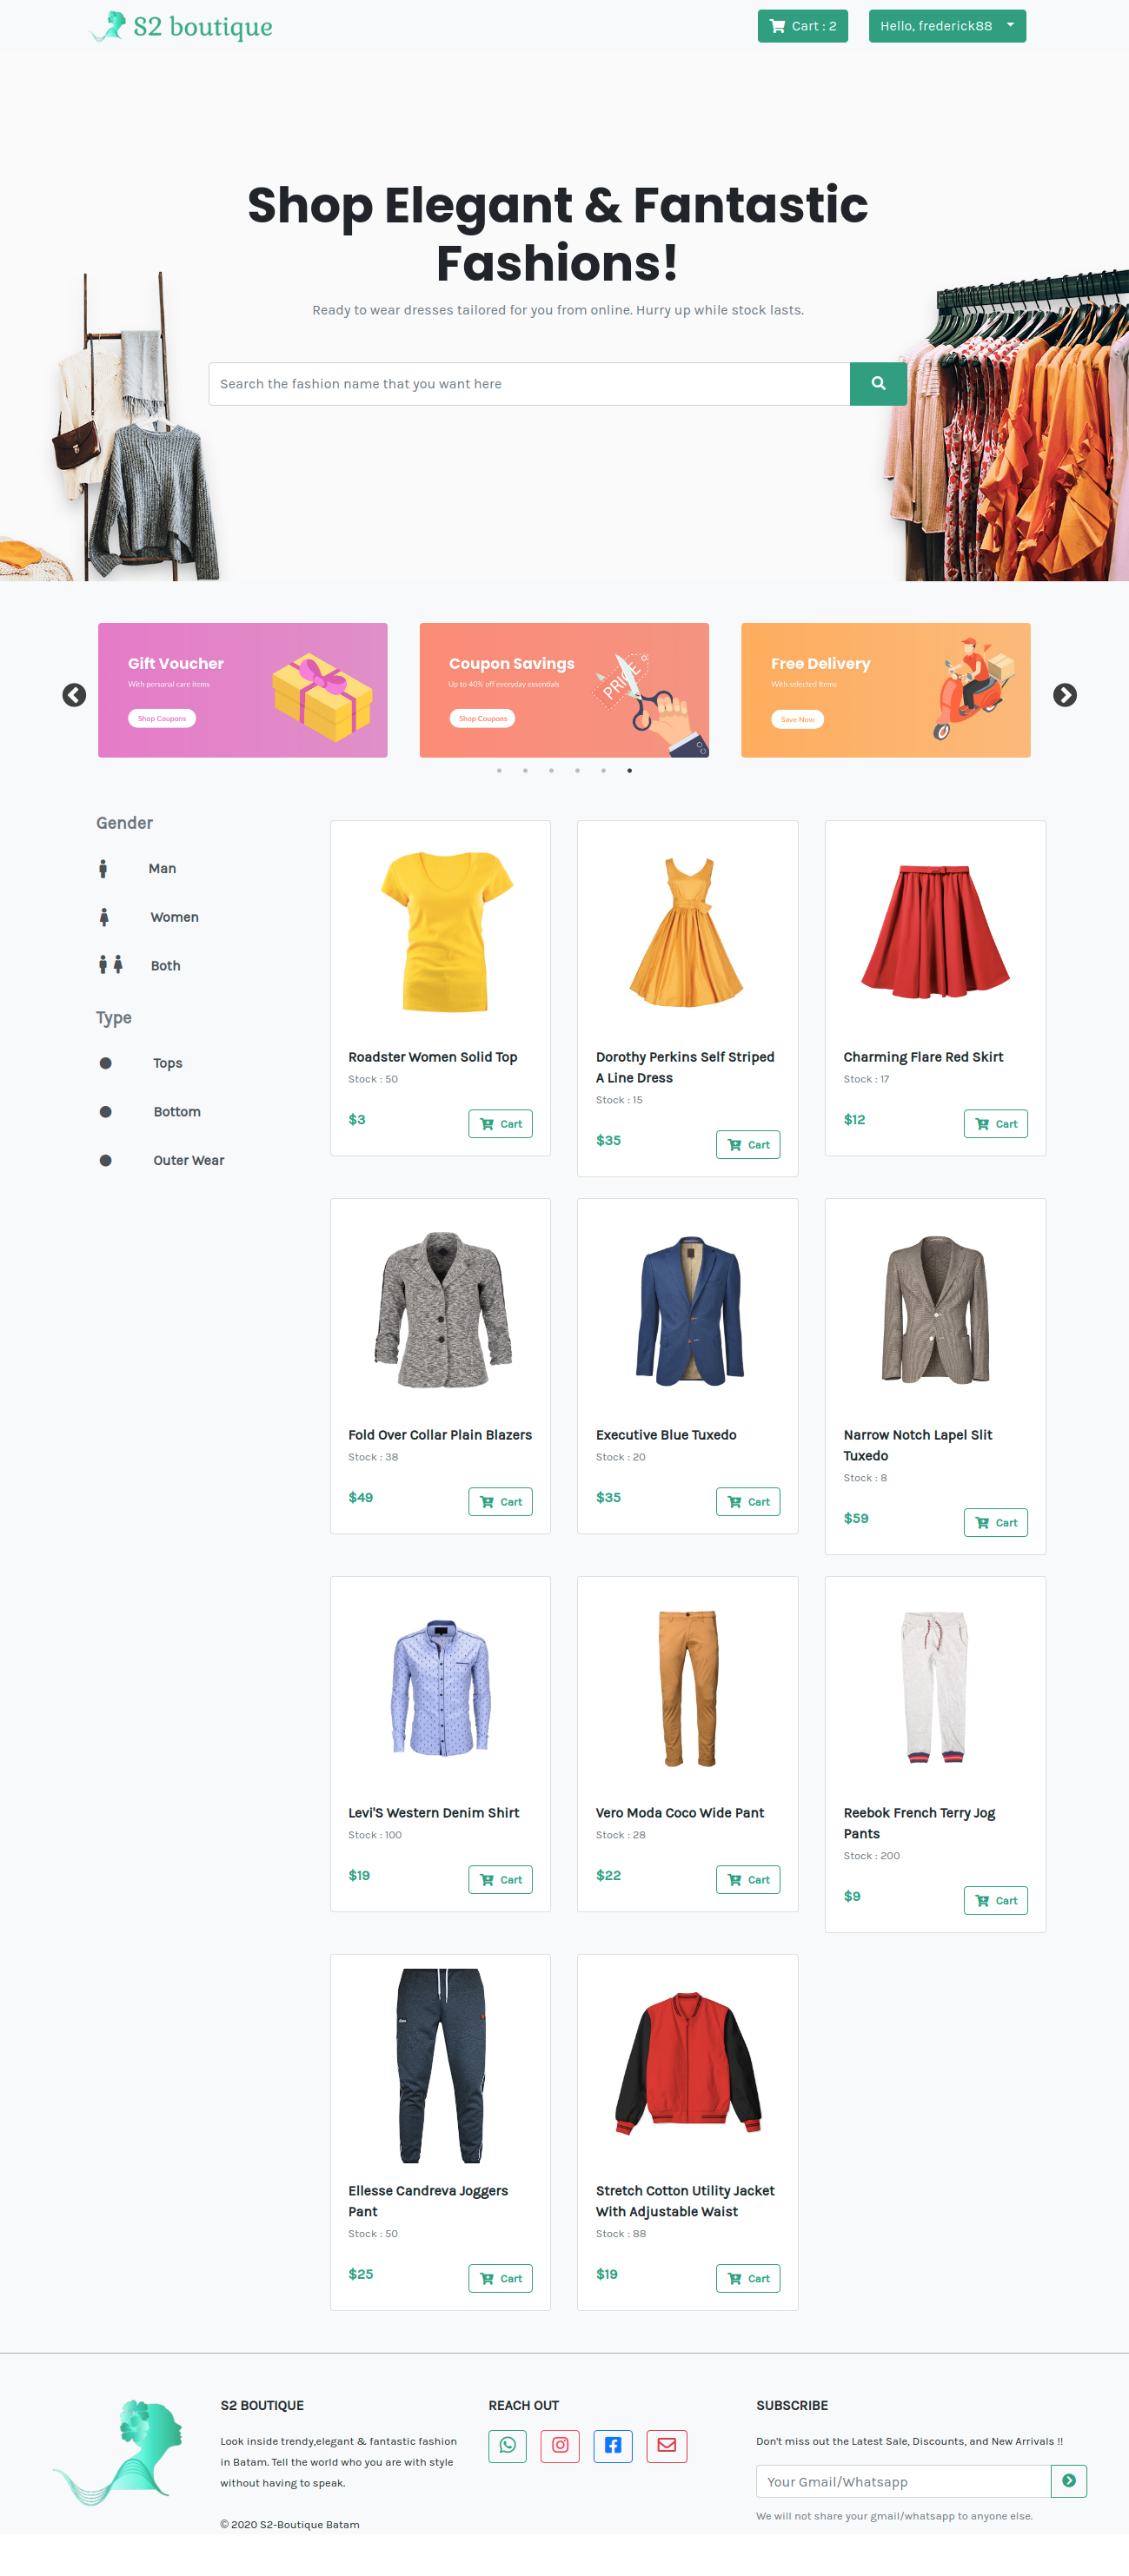 S2 boutique
Cart : 2
Hello, frederick88
Shop Elegant & Fantastic
Fashions!
Ready to wear dresses tailored for you from online. Hurry up while stock lasts.
Search the fashion name that you want here
Gift Voucher
With personal care items
Shop Coupons
Coupon Savings
Up to 40% off everyday essentials
Shop Coupons
PRICE
Free Delivery
With selected Items
Save Now
Gender
Man
Women
Both
Type
Tops
Bottom
Outer Wear
Roadster Women Solid Top
Stock : 50
$3
Cart
Dorothy Perkins Self Striped
A Line Dress
Stock : 15
$35
Cart
Charming Flare Red Skirt
Stock : 17
$12
Cart
Fold Over Collar Plain Blazers
Stock : 38
$49
Cart
Executive Blue Tuxedo
Stock : 20
$35
Cart
Narrow Notch Lapel Slit
Tuxedo
Stock : 8
$59
Cart
Levi'S Western Denim Shirt
Stock : 100
$19
Cart
Vero Moda Coco Wide Pant
Stock : 28
$22
Cart
Reebok French Terry Jog
Pants
Stock : 200
$9
Cart
Ellesse Candreva Joggers
Pant
Stock : 50
$25
Cart
Stretch Cotton Utility Jacket
With Adjustable Waist
Stock : 88
$19
Cart
S2 BOUTIQUE
Look inside trendy,elegant & fantastic fashion
in Batam. Tell the world who you are with style
without having to speak.
© 2020 S2-Boutique Batam
REACH OUT
SUBSCRIBE
Don't miss out the Latest Sale, Discounts, and New Arrivals !!
Your Gmail/Whatsapp
We will not share your gmail/whatsapp to anyone else.